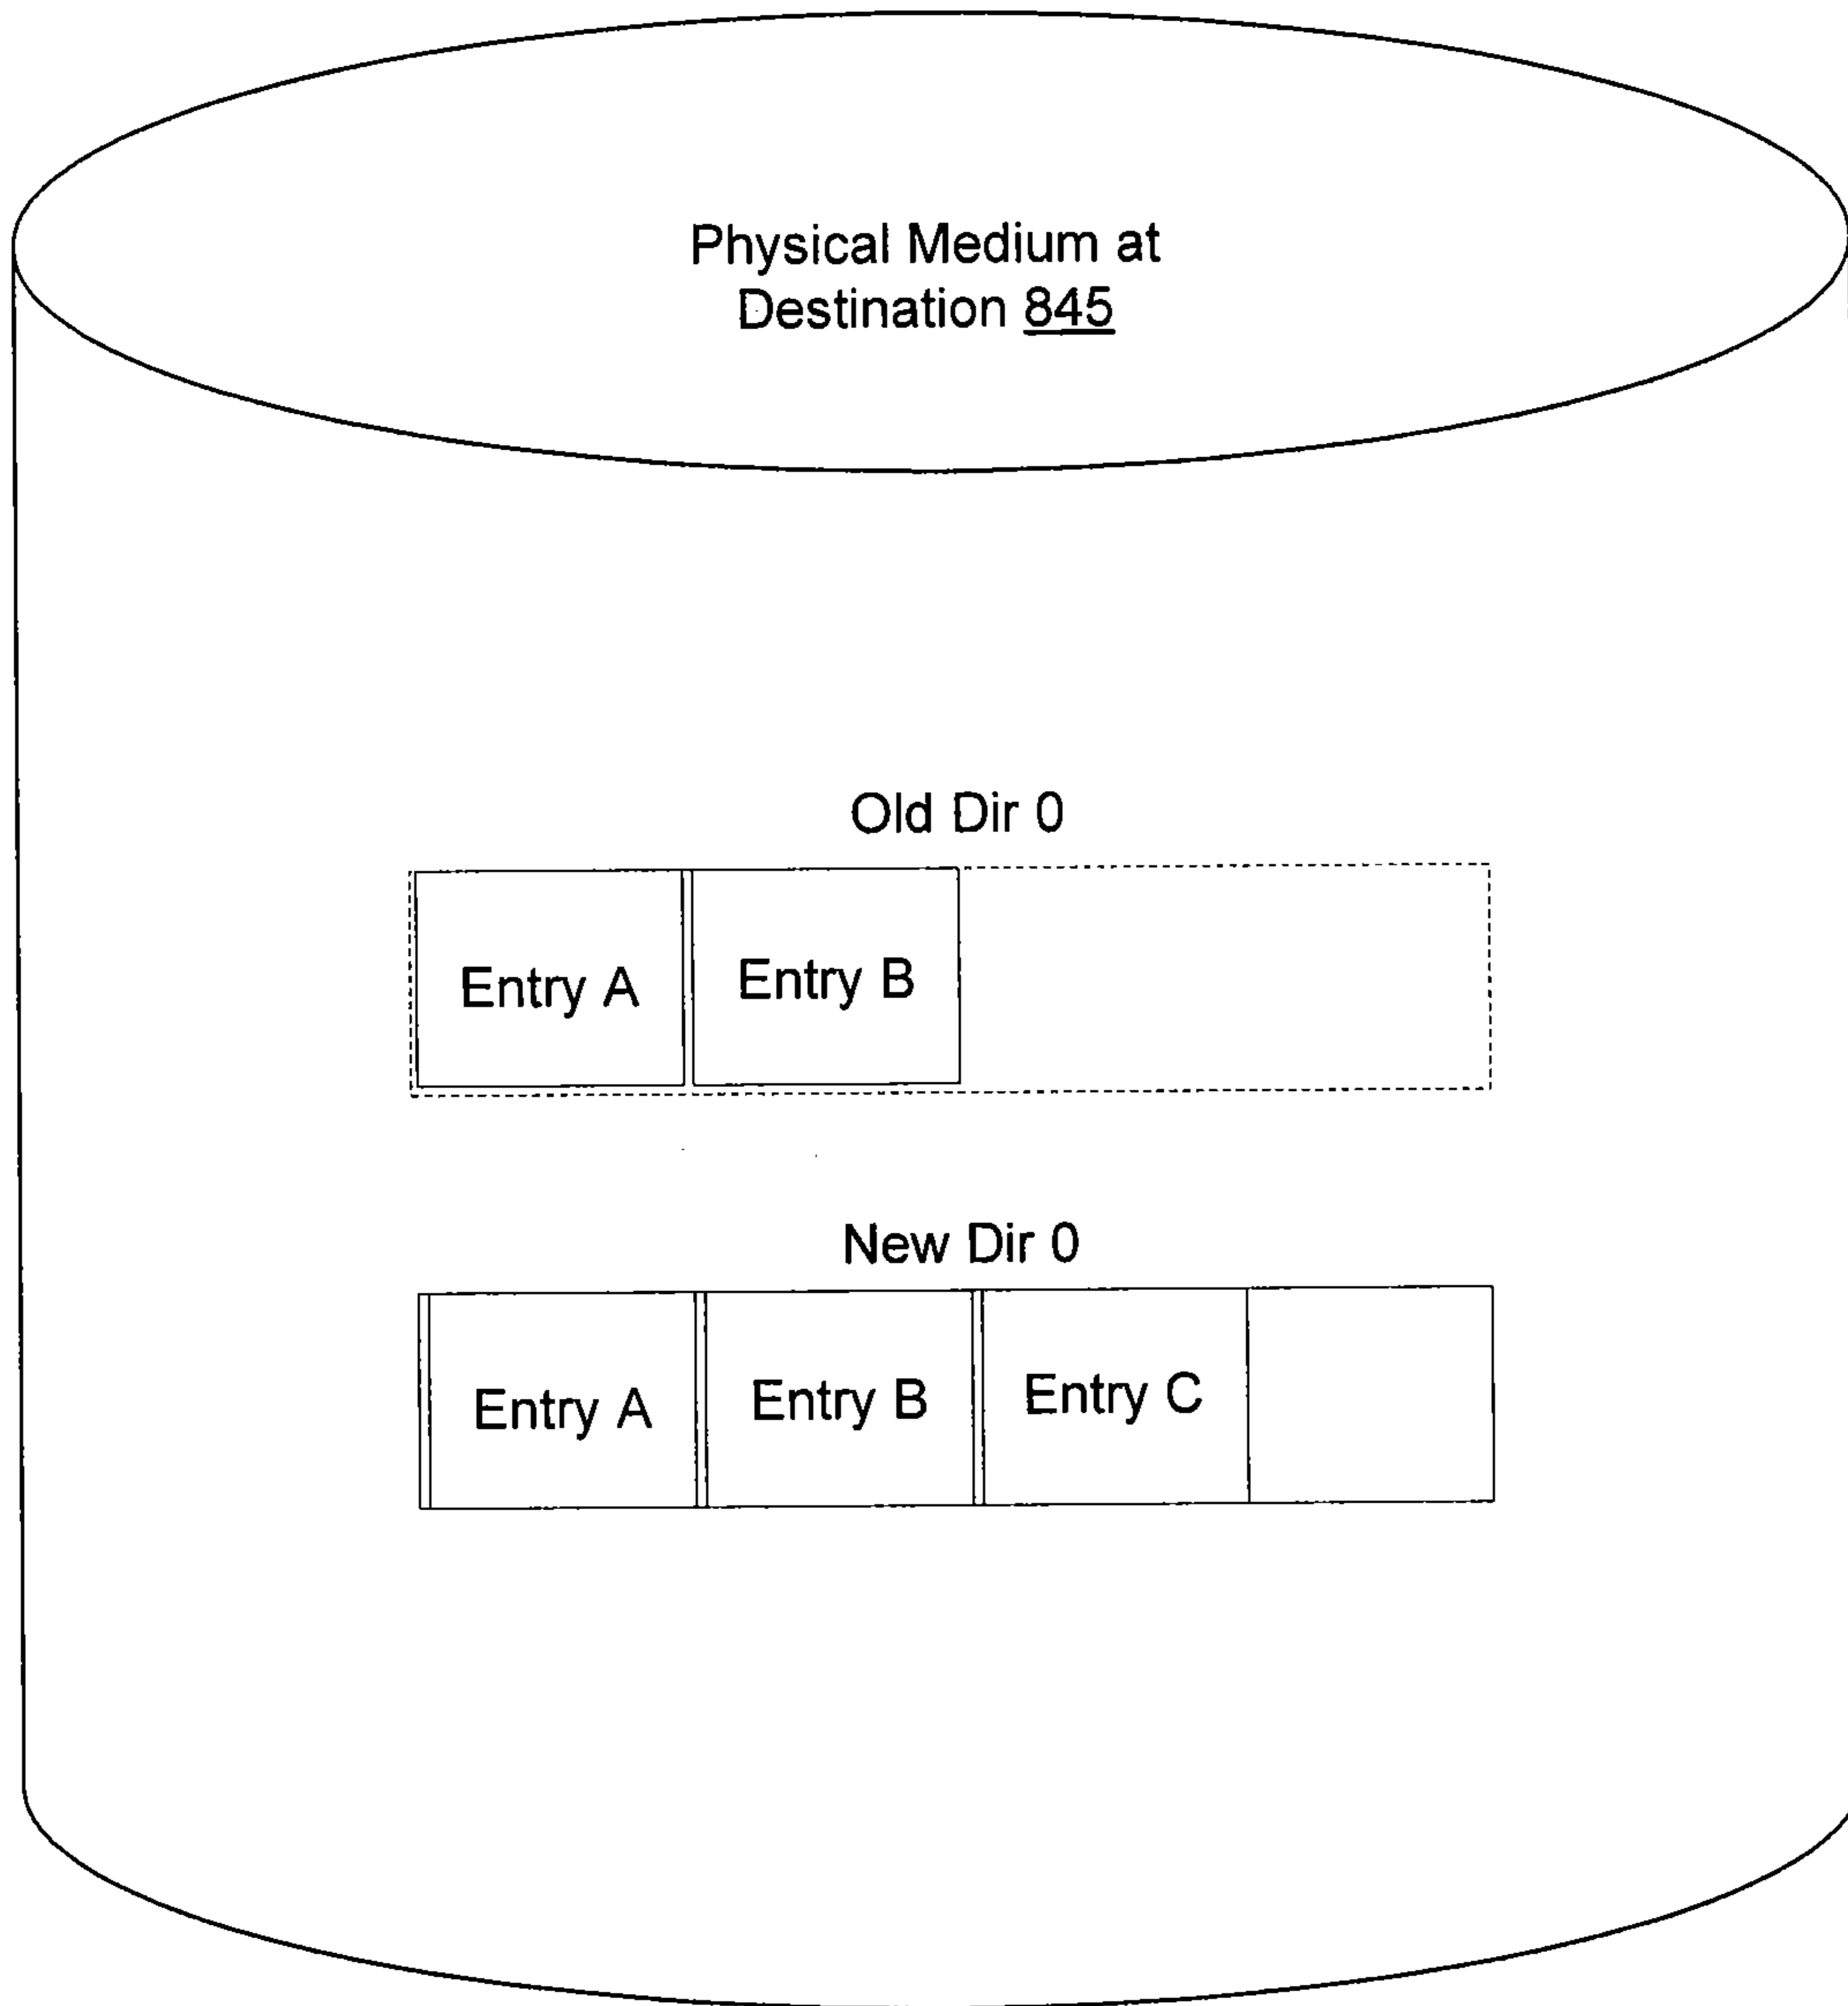 Physical Medium at
Destination 845
Old Dir 0
Entry A
Entry B
New Dir 0
Entry A
Entry B
Entry C